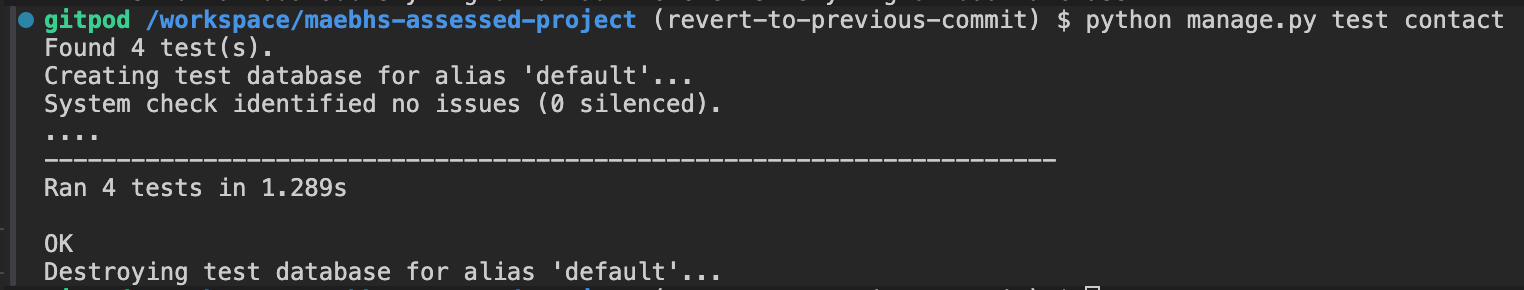 gitpod /workspace/maebhs-assessed-project (revert-to-previous-commit) $ python manage.py test contact
Found 4 test(s).
Creating test database for alias 'default'...
System check identified no issues (0 silenced).
....
----------------------------------------------------------------------
Ran 4 tests in 1.289s
OK
Destroying test database for alias 'default'...